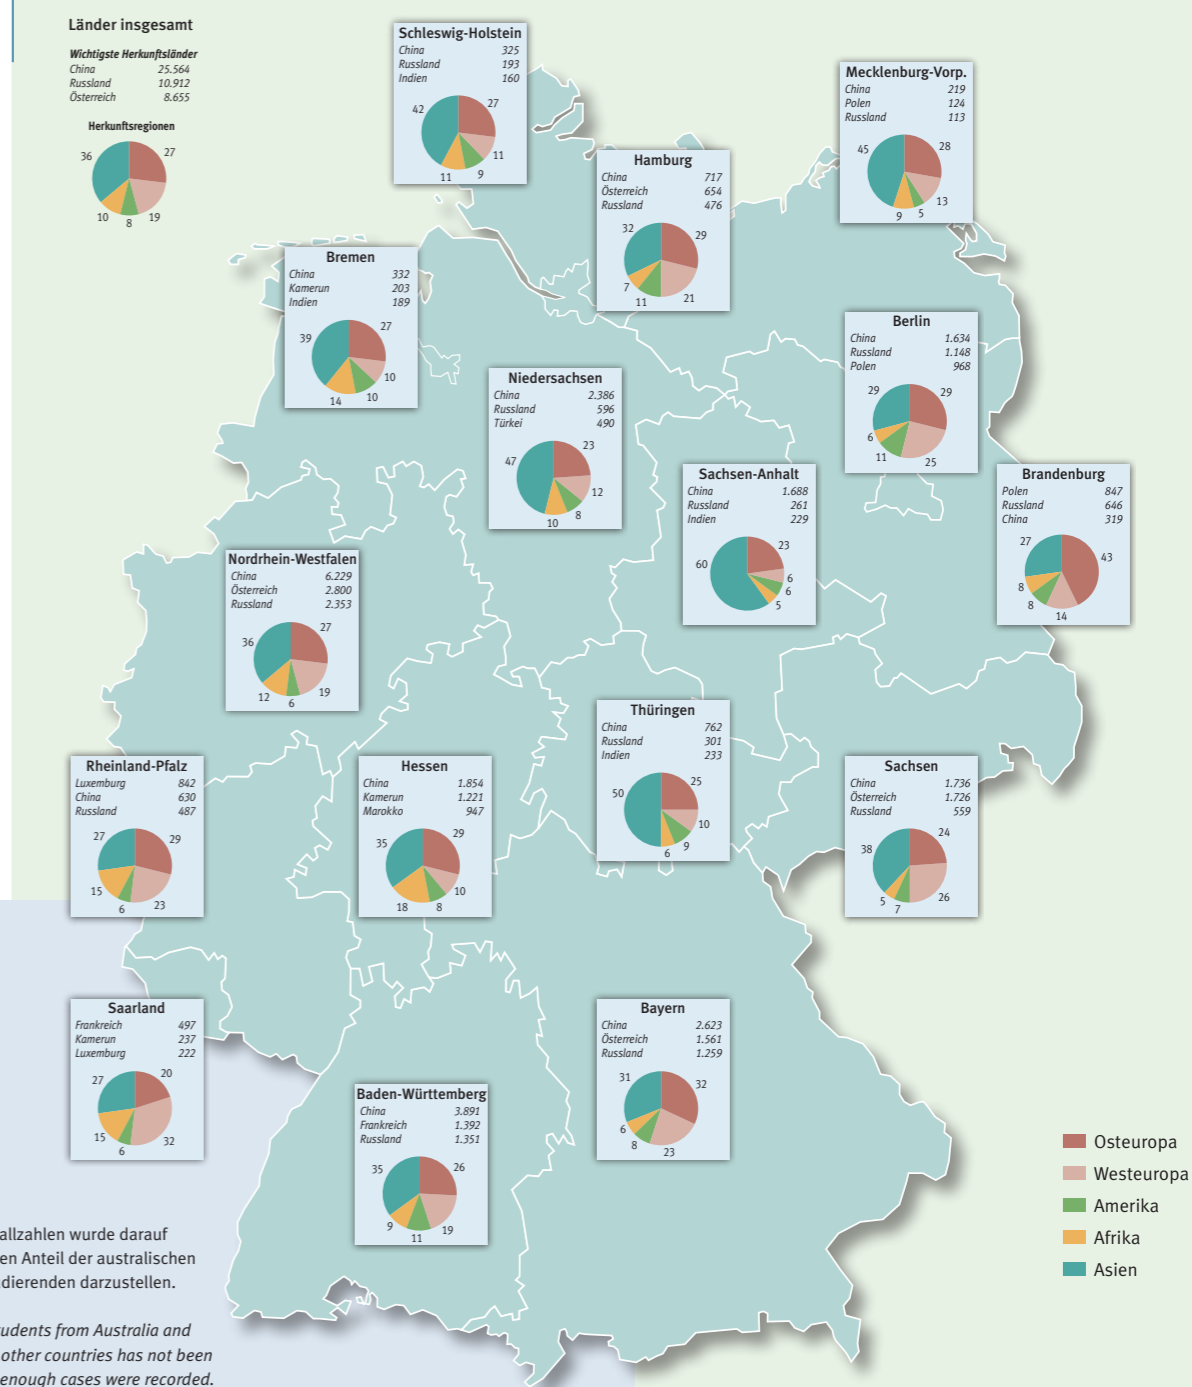 Länder insgesamt
Wichtigste Herkunftsländer
China 25.564
Russland 10.912
Österreich 8.655
Herkunftsregionen
36
27
10
8
19
Schleswig-Holstein
China 325
Russland 193
Indien 160
42
27
11
11
9
Mecklenburg-Vorp.
China 219
Polen 124
Russland 113
45
28
13
9
5
Hamburg
China 717
Österreich 654
Russland 476
32
29
7
11
21
Bremen
China 332
Kamerun 203
Indien 189
39
27
10
14
10
Berlin
China 1.634
Russland 1.148
Polen 968
29
29
6
11
25
Niedersachsen
China 2.386
Russland 596
Türkei 490
47
23
12
10
8
Sachsen-Anhalt
China 1.688
Russland 261
Indien 229
60
23
6
6
5
Brandenburg
Polen 847
Russland 646
China 319
27
43
8
8
14
Nordrhein-Westfalen
China 6.229
Österreich 2.800
Russland 2.353
36
27
12
6
19
Thüringen
China 762
Russland 301
Indien 233
50
25
10
6
9
Rheinland-Pfalz
Luxemburg 842
China 630
Russland 487
27
29
15
6
23
Hessen
China 1.854
Kamerun 1.221
Marokko 947
35
29
10
18
8
Sachsen
China 1.736
Österreich 1.726
Russland 559
38
24
5
7
26
Saarland
Frankreich 497
Kamerun 237
Luxemburg 222
27
20
15
6
32
Bayern
China 2.623
Österreich 1.561
Russland 1.259
31
32
6
8
23
Baden-Württemberg
China 3.891
Frankreich 1.392
Russland 1.351
35
26
9
11
19
Osteuropa
Westeuropa
Amerika
Afrika
Asien
allzahlen wurde darauf
en Anteil der australischen
dierenden darzustellen.
udents from Australia and
other countries has not been
enough cases were recorded.